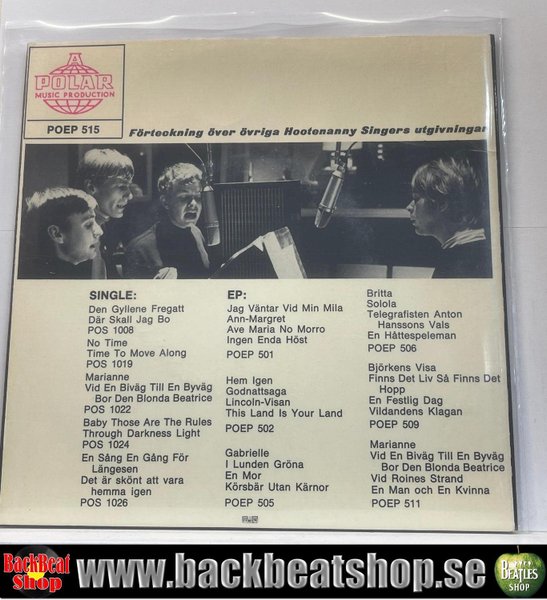 A
POLAR
MUSIC PRODUCTION
POEP 515
Förteckning över övriga Hootenanny Singers utgivningar
SINGLE:
Den Gyllene Fregatt
Där Skall Jag Bo
POS 1008
No Time
Time To Move Along
POS 1019
Marianne
Vid En Biväg Till En Byväg
Bor Den Blonda Beatrice
POS 1022
Baby Those Are The Rules
Through Darkness Light
POS 1024
En Sång En Gång För
Längesen
Det är skönt att vara
hemma igen
POS 1026
EP:
Jag Väntar Vid Min Mila
Ann-Margret
Ave Maria No Morro
Ingen Enda Höst
POEP 501
Hem Igen
Godnattsaga
Lincoln-Visan
This Land Is Your Land
POEP 502
Gabrielle
I Lunden Gröna
En Mor
Körsbär Utan Kärnor
POEP 505
Britta
Solola
Telegrafisten Anton
Hanssons Vals
En Håttespeleman
POEP 506
Björkens Visa
Finns Det Liv Så Finns Det
Hopp
En Festlig Dag
Vildandens Klagan
POEP 509
Marianne
Vid En Biväg Till En Byväg
Bor Den Blonda Beatrice
Vid Roines Strand
En Man och En Kvinna
POEP 511
BackBeat
Shop
www.backbeatshop.se
BEATLES
SHOP